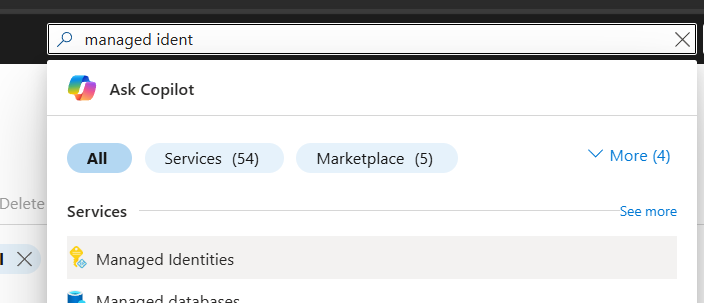 managed ident
Ask Copilot
All Services (54) Marketplace (5) More (4)
Delete
Services See more
Managed Identities
Managed databases